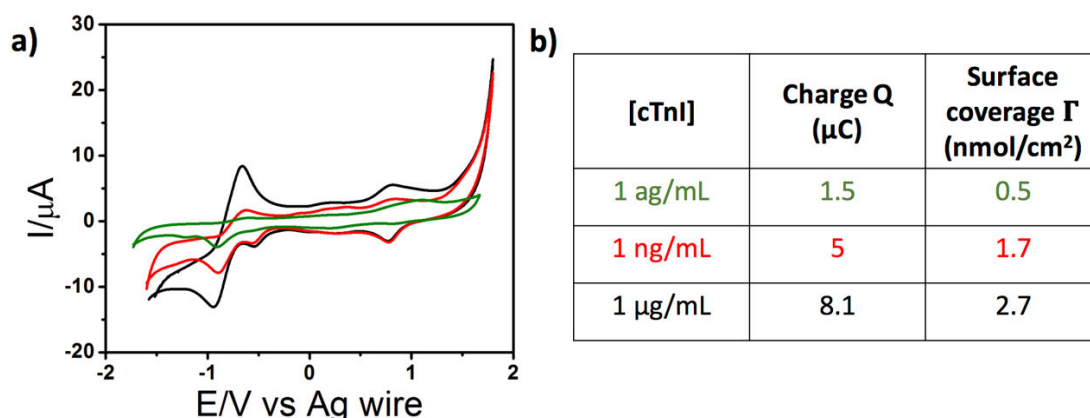 a)
30
20
10
0
-10
-20
I/μA
-2 -1 0 1 2
E/V vs Ag wire
b)
[cTnI] Charge Q (μC) Surface coverage Γ (nmol/cm²)
1 ag/mL 1.5 0.5
1 ng/mL 5 1.7
1 μg/mL 8.1 2.7